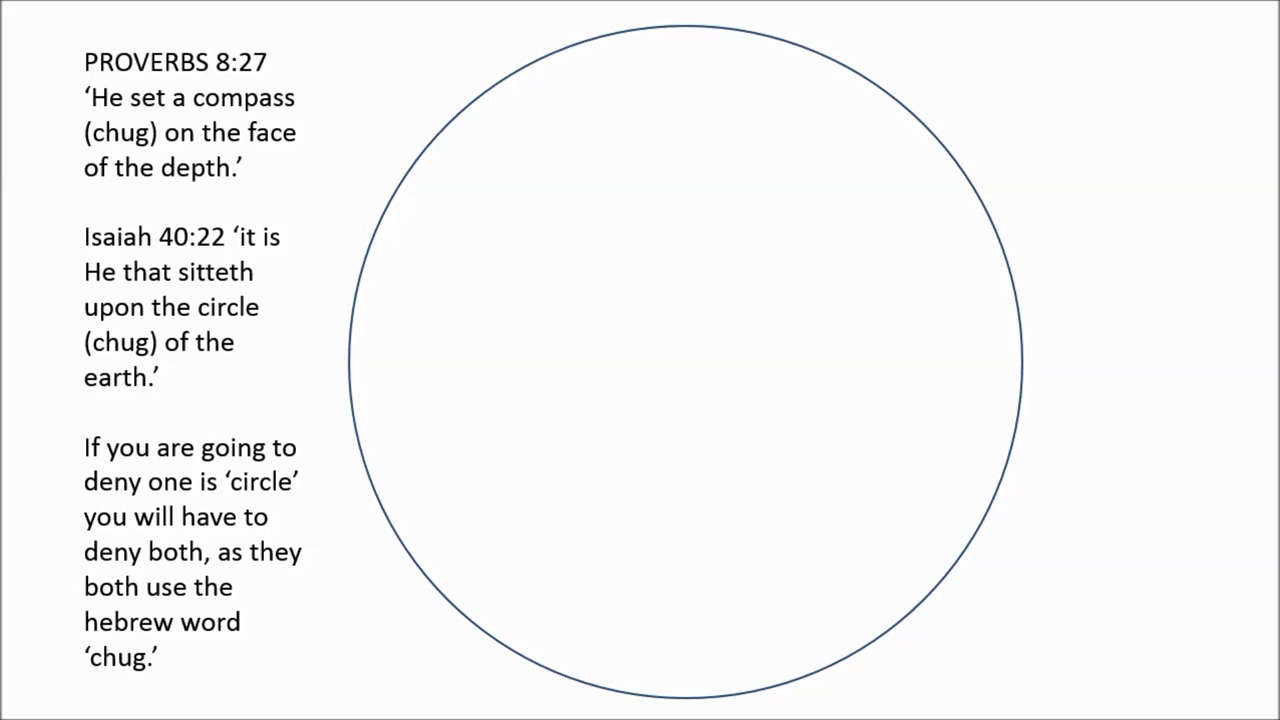 PROVERBS 8:27
‘He set a compass
(chug) on the face
of the depth.’
Isaiah 40:22 ‘it is
He that sitteth
upon the circle
(chug) of the
earth.’
If you are going to
deny one is ‘circle’
you will have to
deny both, as they
both use the
hebrew word
‘chug.’